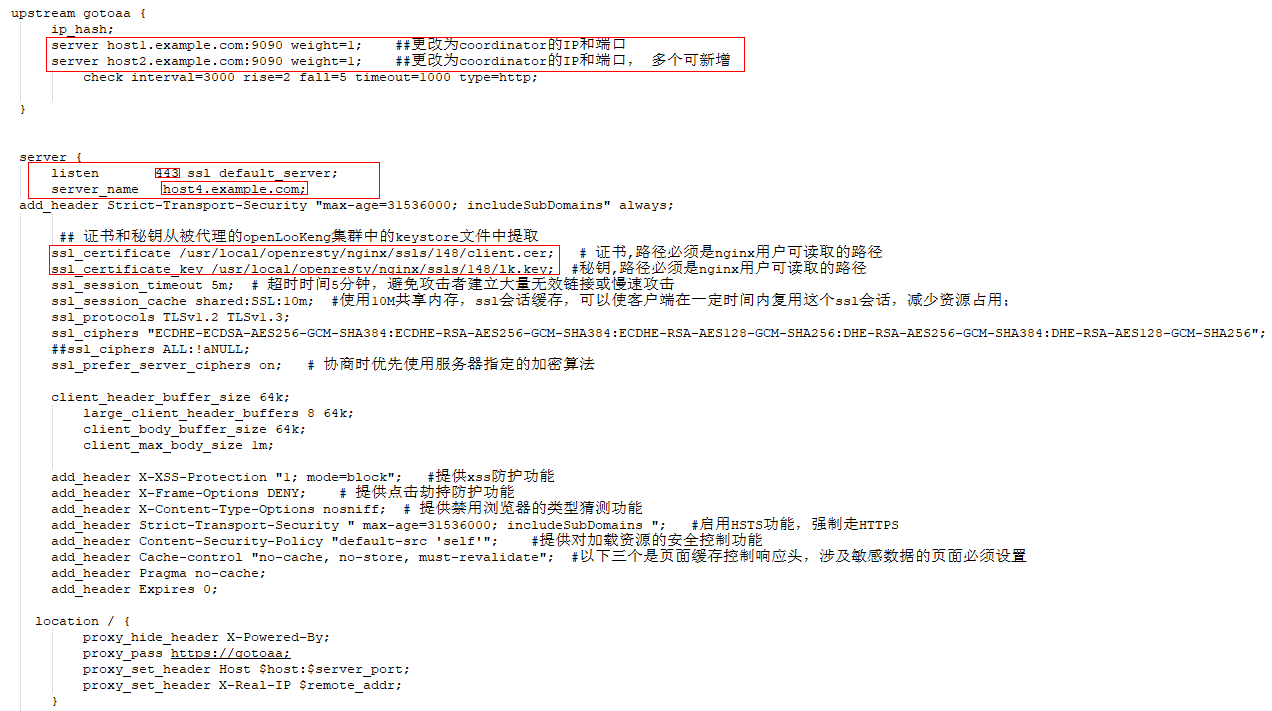 upstream gotoaa {
ip_hash;
server host1.example.com:9090 weight=1;    ##更改为coordinator的IP和端口
server host2.example.com:9090 weight=1;    ##更改为coordinator的IP和端口， 多个可新增
check interval=3000 rise=2 fall=5 timeout=1000 type=http;
}
server {
listen       443 ssl default_server;
server_name   host4.example.com;
add_header Strict-Transport-Security "max-age=31536000; includeSubDomains" always;
## 证书和秘钥从被代理的openLooKeng集群中的keystore文件中提取
ssl_certificate /usr/local/openresty/nginx/ssls/148/client.cer;   # 证书,路径必须是nginx用户可读取的路径
ssl_certificate_key /usr/local/openresty/nginx/ssls/148/lk.key;  #秘钥,路径必须是nginx用户可读取的路径
ssl_session_timeout 5m;  # 超时时间5分钟，避免攻击者建立大量无效链接或慢速攻击
ssl_session_cache shared:SSL:10m;  #使用10M共享内存，ssl会话缓存，可以使客户端在一定时间内复用这个ssl会话，减少资源占用；
ssl_protocols TLSv1.2 TLSv1.3;
ssl_ciphers "ECDHE-ECDSA-AES256-GCM-SHA384:ECDHE-RSA-AES256-GCM-SHA384:ECDHE-RSA-AES128-GCM-SHA256:DHE-RSA-AES256-GCM-SHA384:DHE-RSA-AES128-GCM-SHA256";
##ssl_ciphers ALL:!aNULL;
ssl_prefer_server_ciphers on;   # 协商时优先使用服务器指定的加密算法
client_header_buffer_size 64k;
large_client_header_buffers 8 64k;
client_body_buffer_size 64k;
client_max_body_size 1m;
add_header X-XSS-Protection "1; mode=block";   #提供xss防护功能
add_header X-Frame-Options DENY;    # 提供点击劫持防护功能
add_header X-Content-Type-Options nosniff;  # 提供禁用浏览器的类型猜测功能
add_header Strict-Transport-Security " max-age=31536000; includeSubDomains ";   #启用HSTS功能，强制走HTTPS
add_header Content-Security-Policy "default-src 'self'";    #提供对加载资源的安全控制功能
add_header Cache-control "no-cache, no-store, must-revalidate";  #以下三个是页面缓存控制响应头，涉及敏感数据的页面必须设置
add_header Pragma no-cache;
add_header Expires 0;
location / {
proxy_hide_header X-Powered-By;
proxy_pass https://gotoaa;
proxy_set_header Host $host:$server_port;
proxy_set_header X-Real-IP $remote_addr;
}